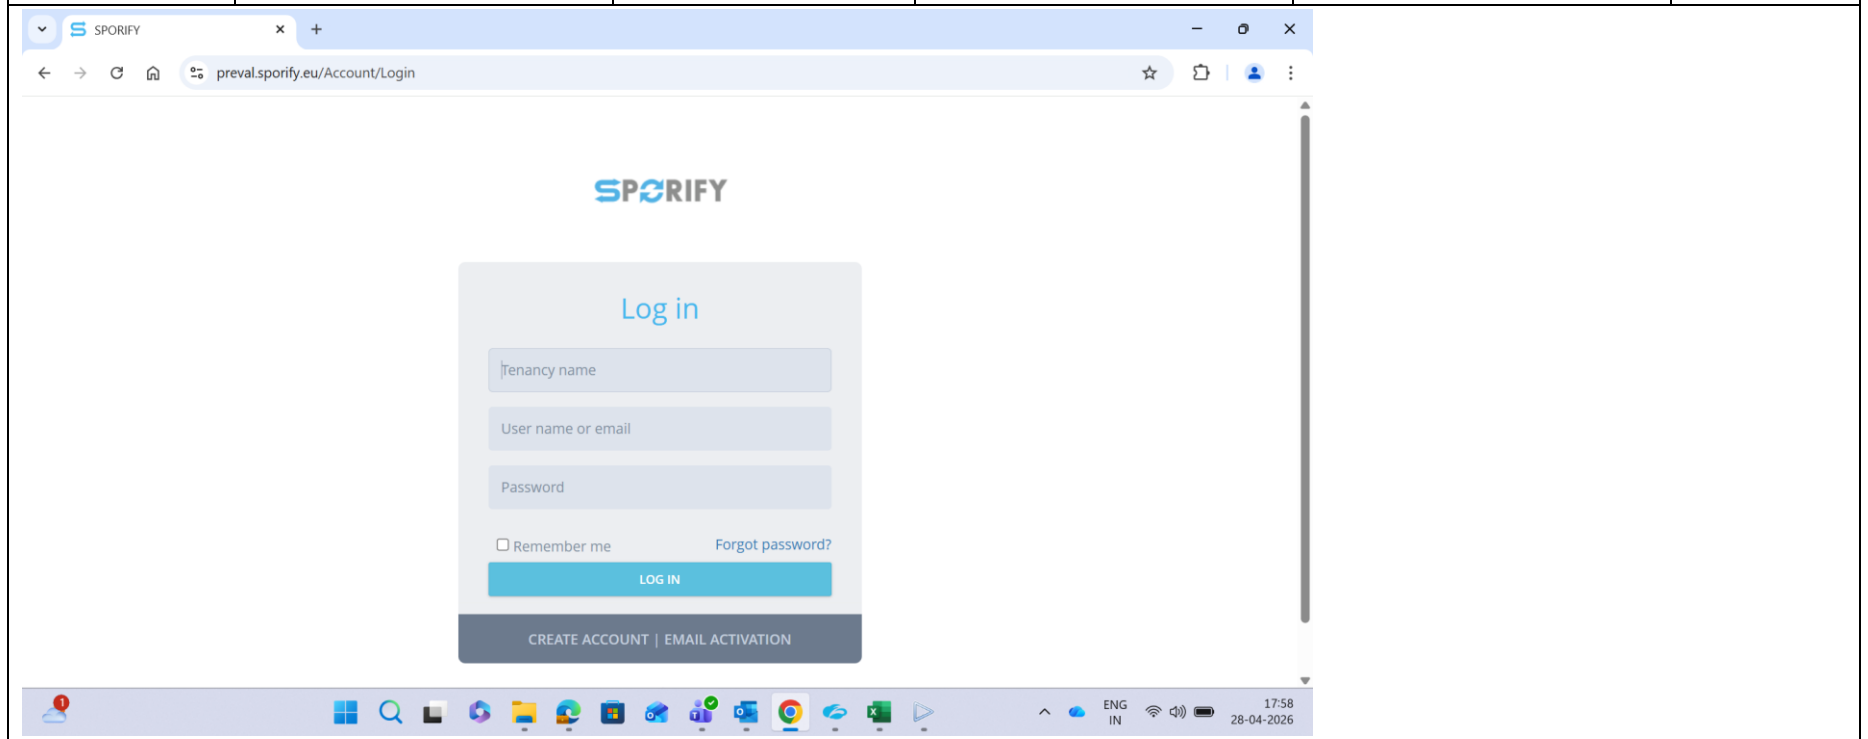 SPORIFY
preval.sporify.eu/Account/Login
SPORIFY
Log in
Tenancy name
User name or email
Password
Remember me
Forgot password?
LOG IN
CREATE ACCOUNT | EMAIL ACTIVATION
1
ENG
IN
17:58
28-04-2026